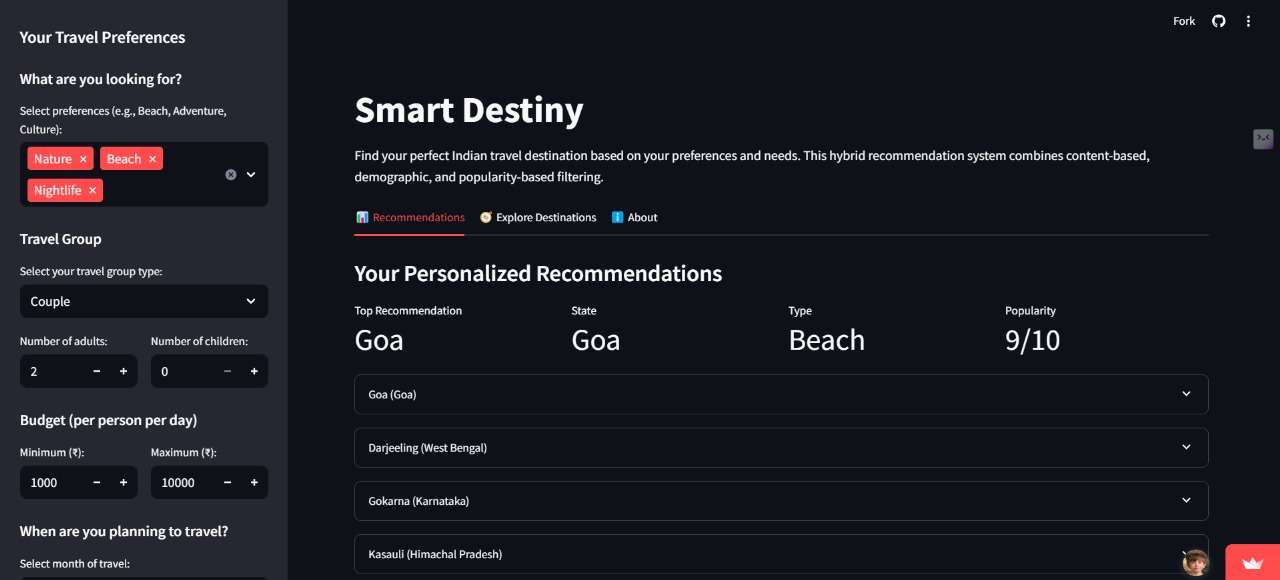 Your Travel Preferences
What are you looking for?
Select preferences (e.g., Beach, Adventure,
Culture):
Nature × Beach ×
Nightlife ×
Travel Group
Select your travel group type:
Couple
Number of adults: Number of children:
2 − + 0 − +
Budget (per person per day)
Minimum (₹): Maximum (₹):
1000 − + 10000 − +
When are you planning to travel?
Select month of travel:
Fork
Smart Destiny
Find your perfect Indian travel destination based on your preferences and needs. This hybrid recommendation system combines content-based,
demographic, and popularity-based filtering.
Recommendations Explore Destinations About
Your Personalized Recommendations
Top Recommendation State Type Popularity
Goa Goa Beach 9/10
Goa (Goa)
Darjeeling (West Bengal)
Gokarna (Karnataka)
Kasauli (Himachal Pradesh)